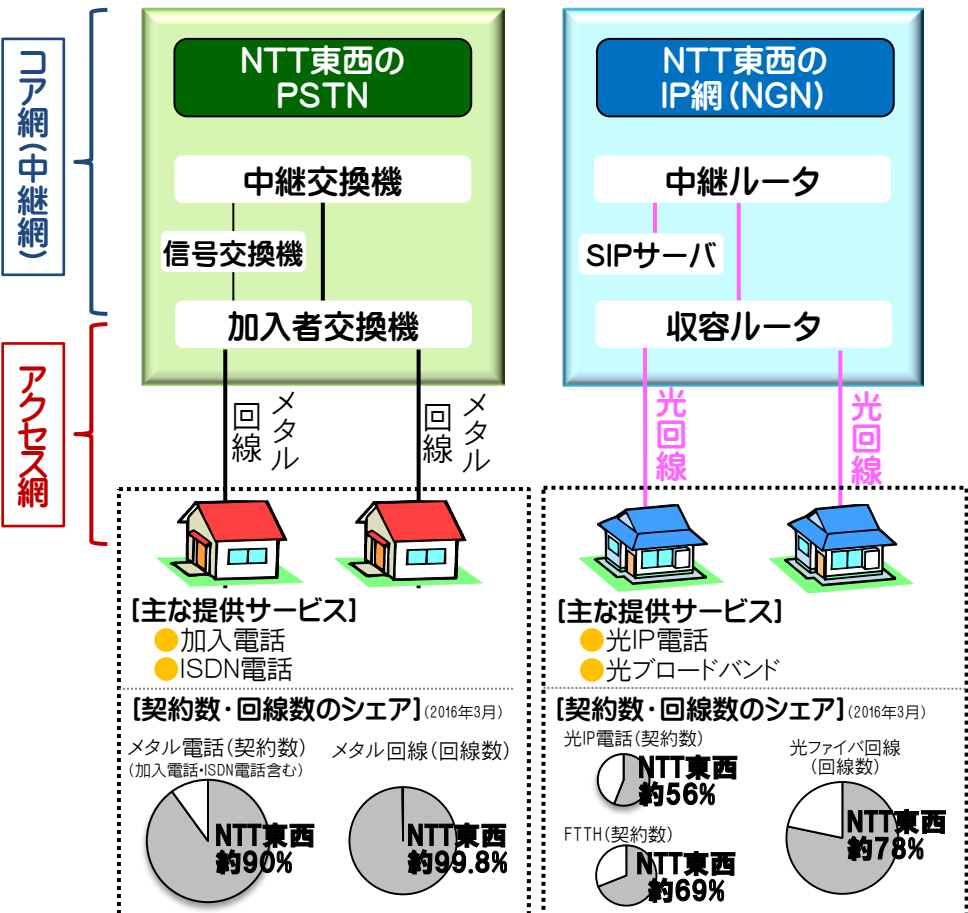 コア網(中継網)
アクセス網
NTT東西の
PSTN
中継交換機
信号交換機
加入者交換機
メタル
回線
メタル
回線
[主な提供サービス]
●加入電話
●ISDN電話
[契約数・回線数のシェア](2016年3月)
メタル電話(契約数)
(加入電話・ISDN電話含む)
NTT東西
約90%
メタル回線(回線数)
NTT東西
約99.8%
NTT東西の
IP網(NGN)
中継ルータ
SIPサーバ
収容ルータ
光回線
光回線
[主な提供サービス]
●光IP電話
●光ブロードバンド
[契約数・回線数のシェア](2016年3月)
光IP電話(契約数)
NTT東西
約56%
FTTH(契約数)
NTT東西
約69%
光ファイバ回線
(回線数)
NTT東西
約78%